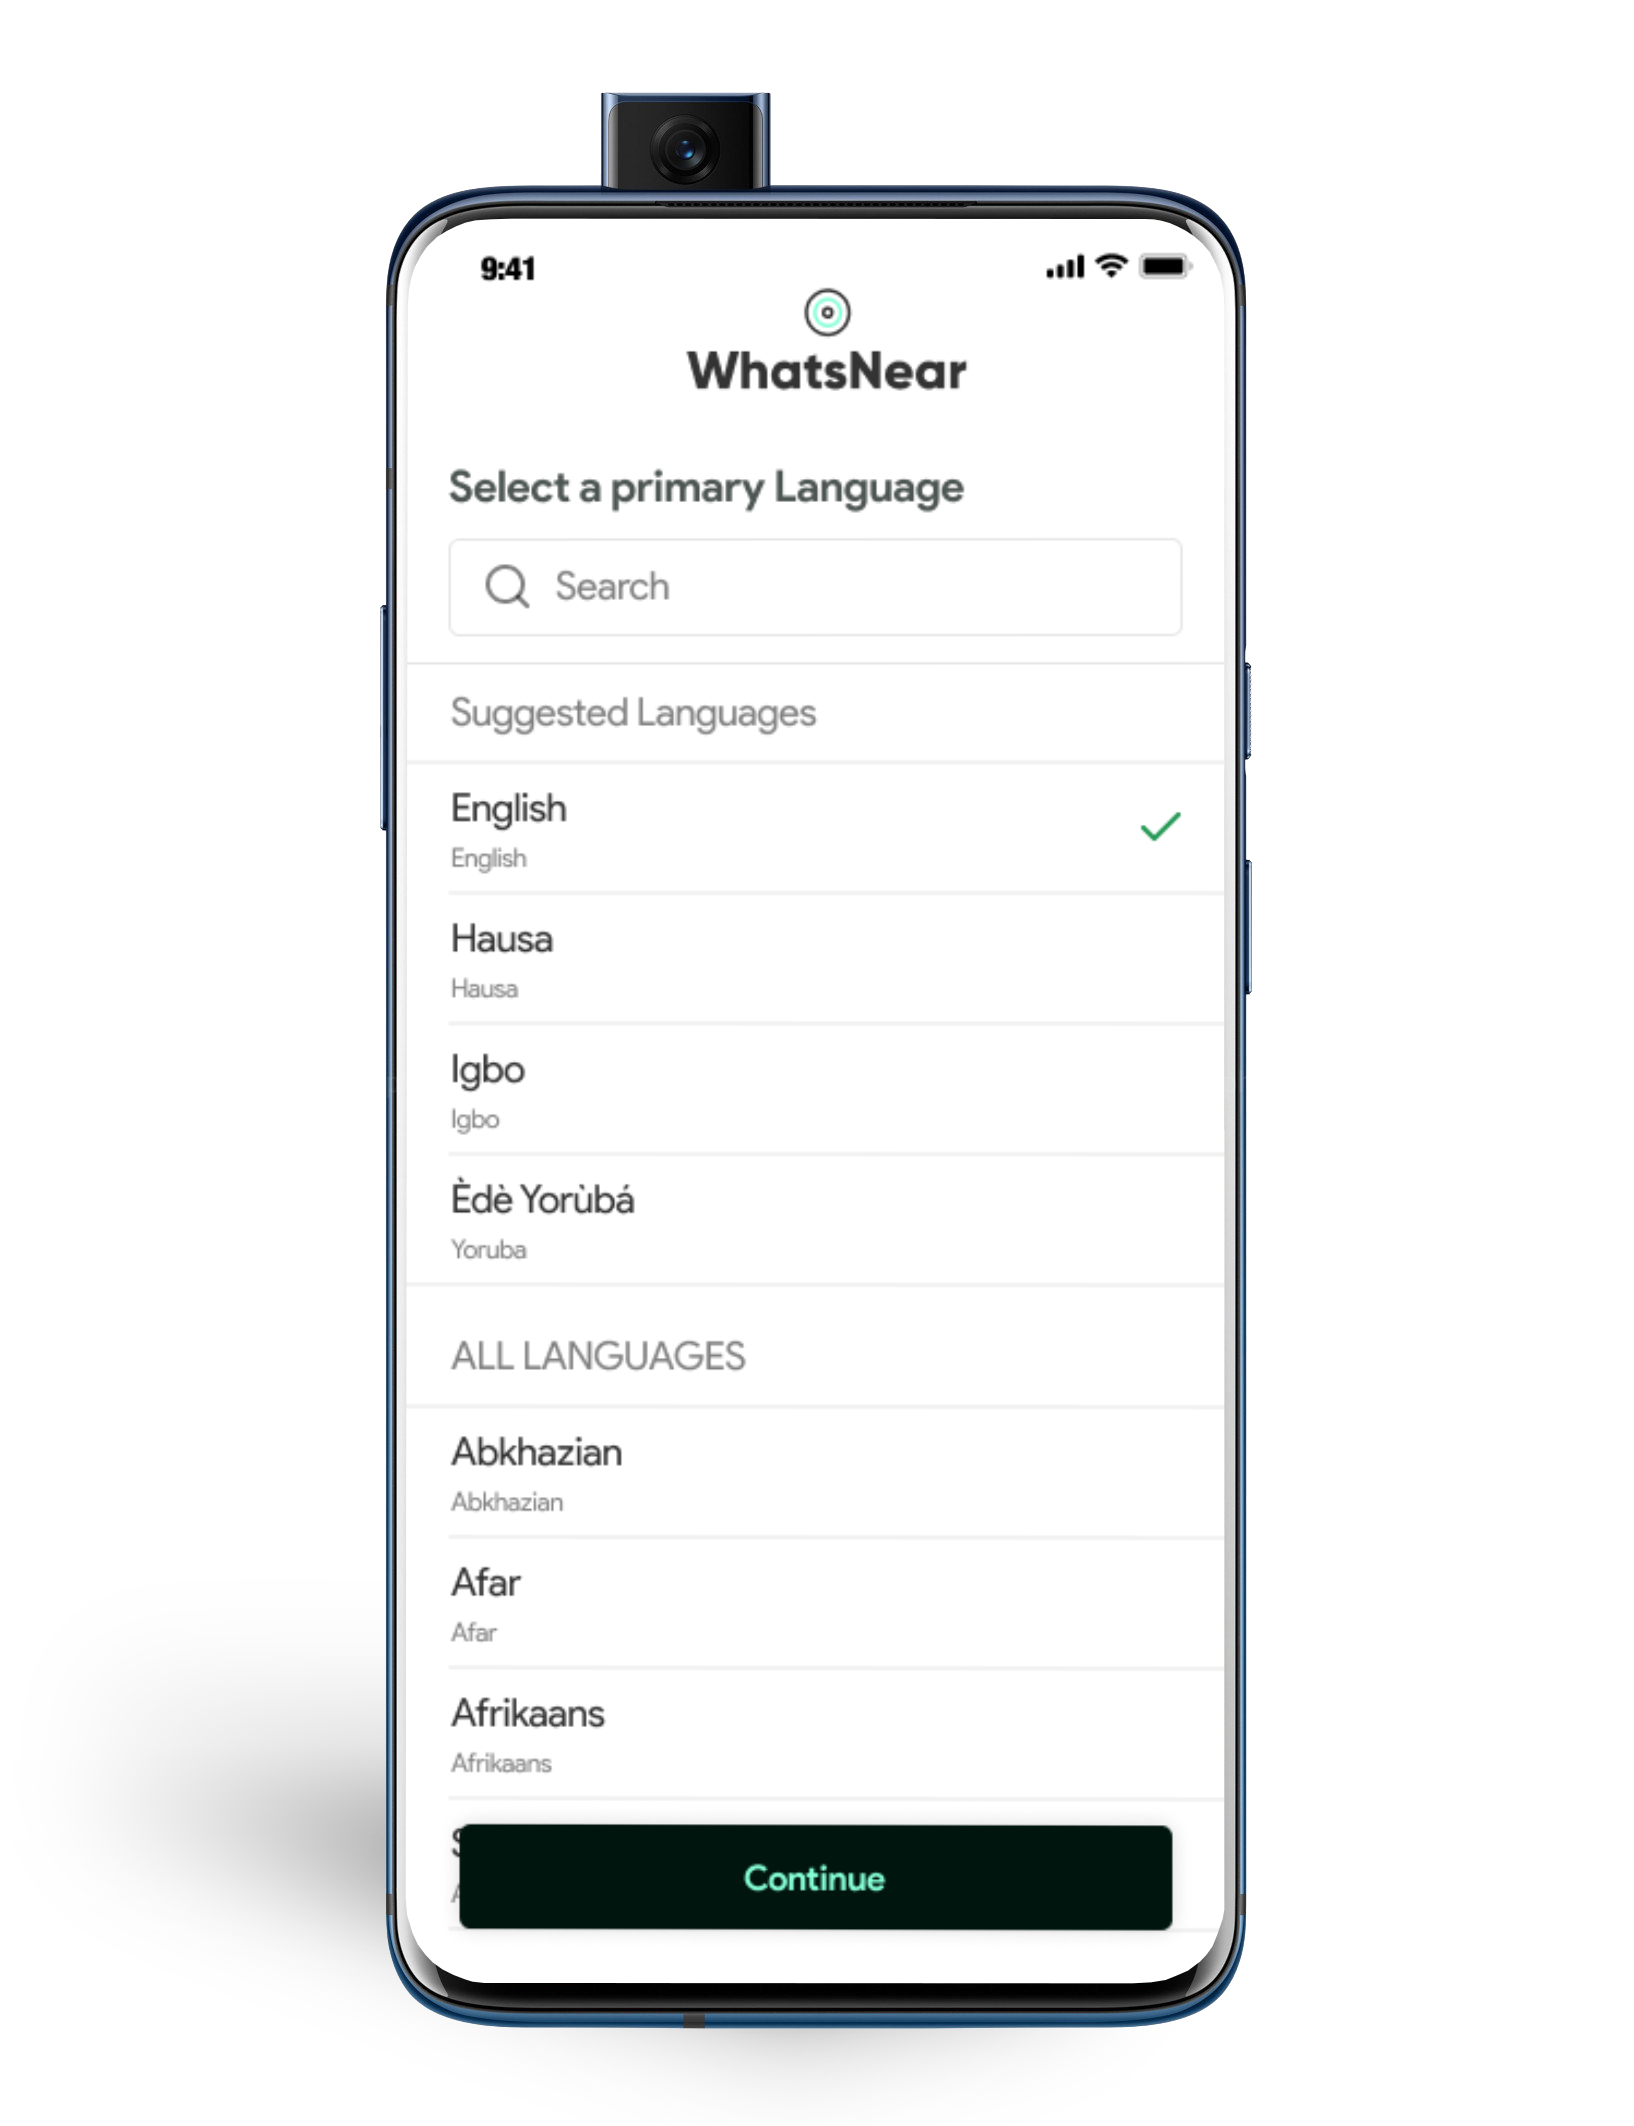 9:41
WhatsNear
Select a primary Language
Search
Suggested Languages
English
English
Hausa
Hausa
Igbo
Igbo
Èdè Yorùbá
Yoruba
ALL LANGUAGES
Abkhazian
Abkhazian
Afar
Afar
Afrikaans
Afrikaans
Continue